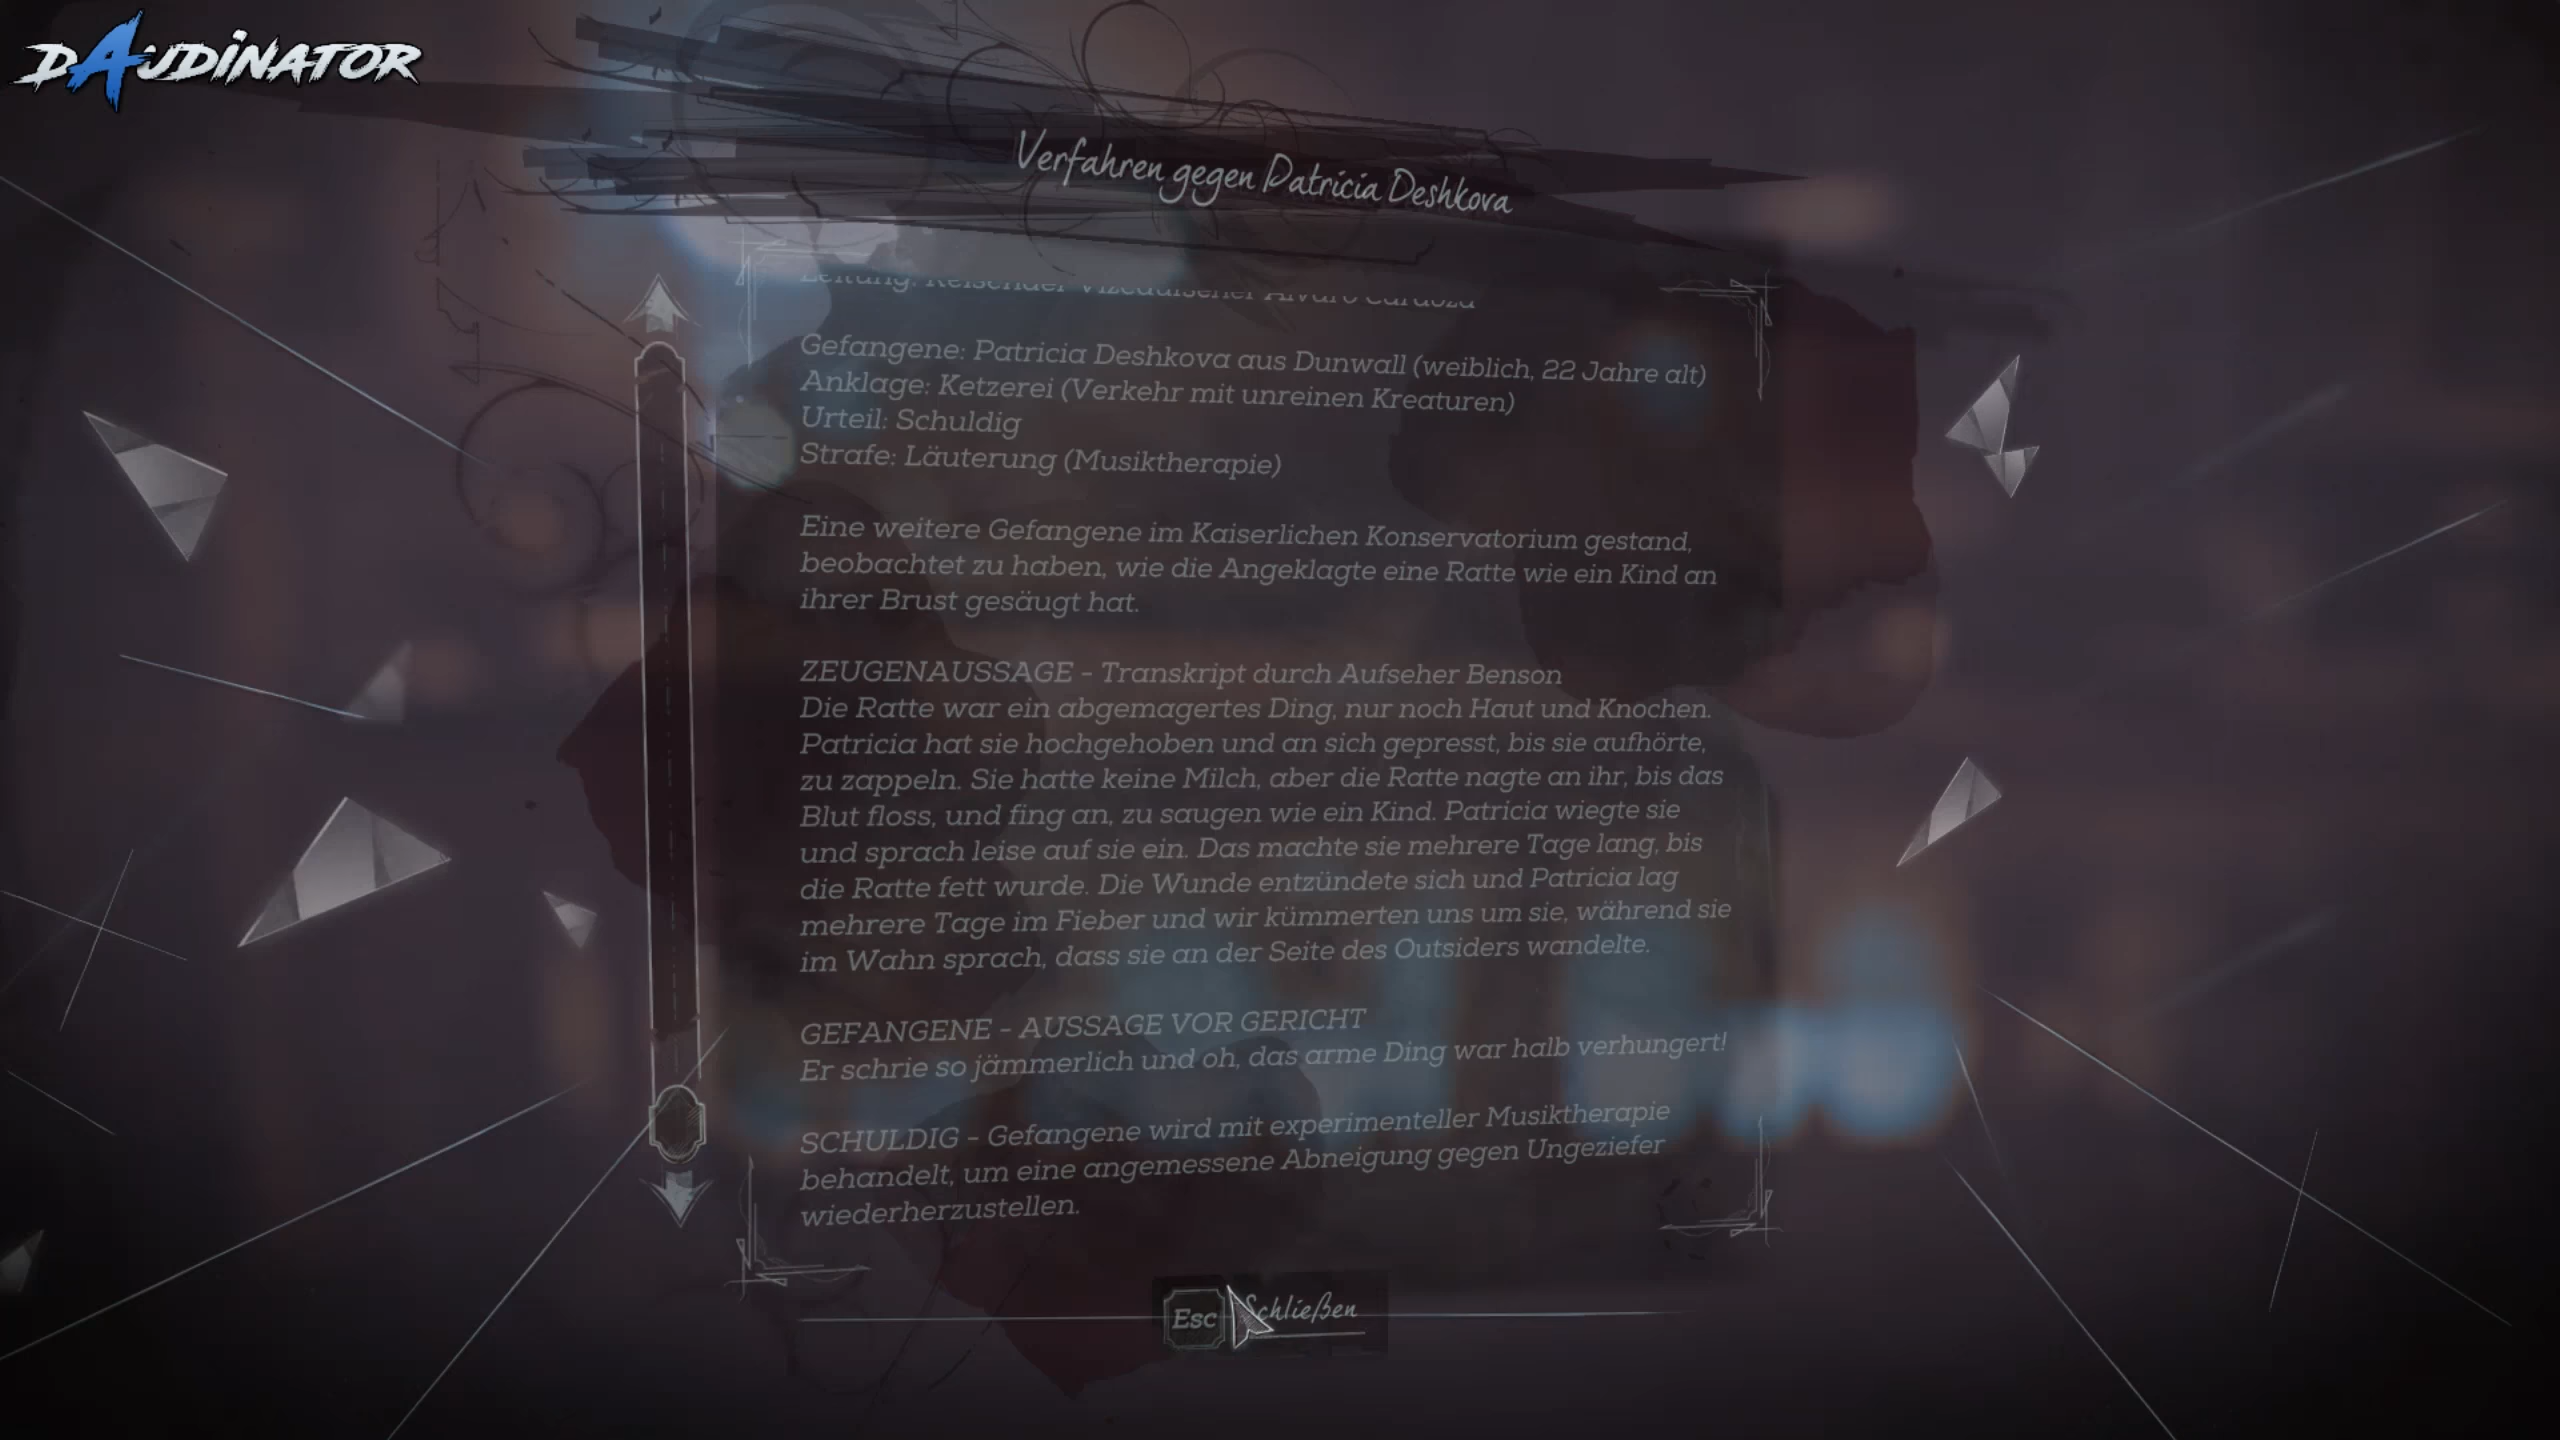 DAUDINATOR
Verfahren gegen Patricia Deshkova
Leitung: Reisender Vizeaufseher Alvaro Cardoza
Gefangene: Patricia Deshkova aus Dunwall (weiblich, 22 Jahre alt)
Anklage: Ketzerei (Verkehr mit unreinen Kreaturen)
Urteil: Schuldig
Strafe: Läuterung (Musiktherapie)
Eine weitere Gefangene im Kaiserlichen Konservatorium gestand,
beobachtet zu haben, wie die Angeklagte eine Ratte wie ein Kind an
ihrer Brust gesäugt hat.
ZEUGENAUSSAGE - Transkript durch Aufseher Benson
Die Ratte war ein abgemagertes Ding, nur noch Haut und Knochen.
Patricia hat sie hochgehoben und an sich gepresst, bis sie aufhörte,
zu zappeln. Sie hatte keine Milch, aber die Ratte nagte an ihr, bis das
Blut floss, und fing an, zu saugen wie ein Kind. Patricia wiegte sie
und sprach leise auf sie ein. Das machte sie mehrere Tage lang, bis
die Ratte fett wurde. Die Wunde entzündete sich und Patricia lag
mehrere Tage im Fieber und wir kümmerten uns um sie, während sie
im Wahn sprach, dass sie an der Seite des Outsiders wandelte.
GEFANGENE - AUSSAGE VOR GERICHT
Er schrie so jämmerlich und oh, das arme Ding war halb verhungert!
SCHULDIG - Gefangene wird mit experimenteller Musiktherapie
behandelt, um eine angemessene Abneigung gegen Ungeziefer
wiederherzustellen.
Esc Schließen